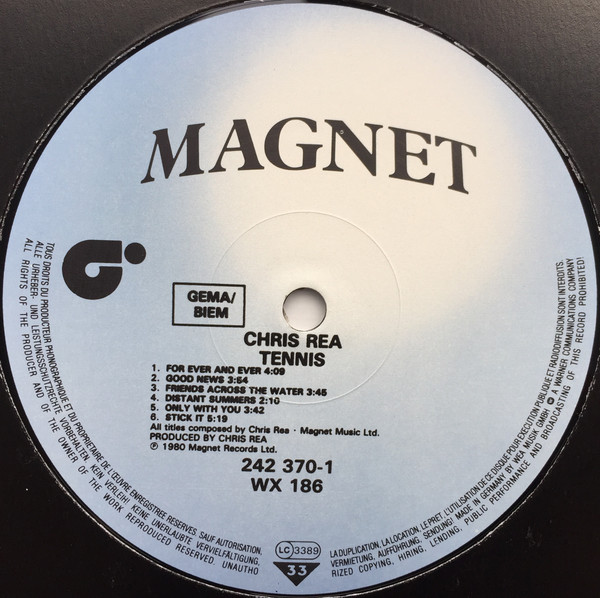 MAGNET
GEMA/
BIEM
CHRIS REA
TENNIS
1. FOR EVER AND EVER 4:09
2. GOOD NEWS 3:54
3. FRIENDS ACROSS THE WATER 3:45
4. DISTANT SUMMERS 2:10
5. ONLY WITH YOU 3:42
6. STICK IT 5:19
All titles composed by Chris Rea · Magnet Music Ltd.
PRODUCED BY CHRIS REA
℗ 1980 Magnet Records Ltd.
242 370-1
WX 186
TOUS DROITS DU PRODUCTEUR PHONOGRAPHIQUE ET DU PROPRIETAIRE DE L'ŒUVRE ENREGISTREE RESERVES. SAUF AUTORISATION,
LA DUPLICATION, LA LOCATION, LE PRET, L'UTILISATION DE CE DISQUE POUR EXECUTION PUBLIQUE ET RADIODIFFUSION SONT INTERDITS.
ALLE URHEBER- UND LEISTUNGSSCHUTZRECHTE VORBEHALTEN. KEIN VERLEIH! KEINE UNERLAUBTE VERVIELFÄLTIGUNG,
VERMIETUNG, AUFFÜHRUNG, SENDUNG! MADE IN GERMANY BY WEA MUSIK GMBH A WARNER COMMUNICATIONS COMPANY
ALL RIGHTS OF THE PRODUCER AND OF THE OWNER OF THE WORK REPRODUCED RESERVED. UNAUTHO
RIZED COPYING, HIRING, LENDING, PUBLIC PERFORMANCE AND BROADCASTING OF THIS RECORD PROHIBITED!
LC 3389
33